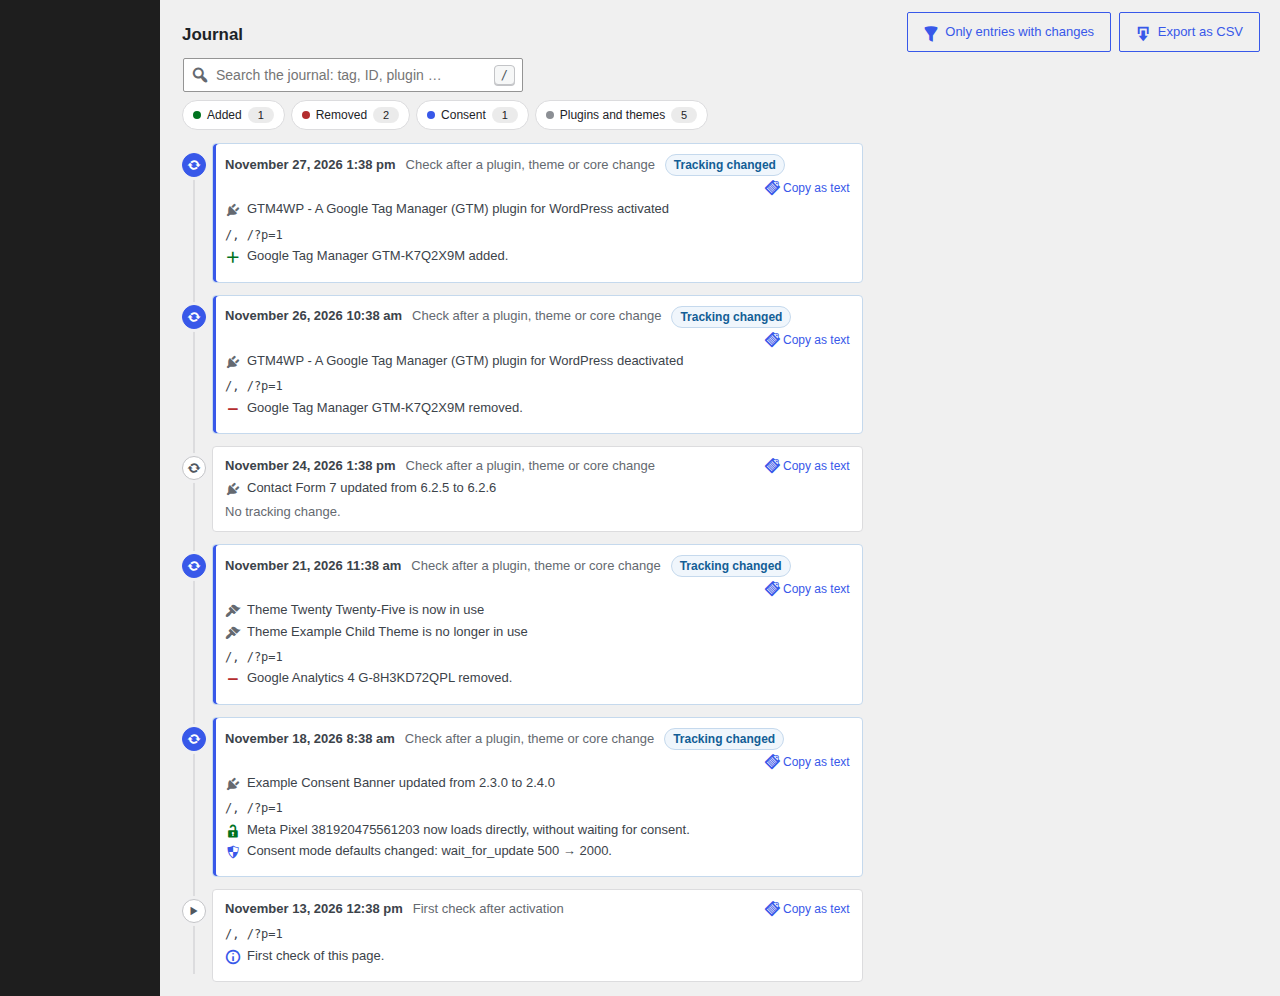 Journal
Only entries with changes
Export as CSV
Search the journal: tag, ID, plugin …
/
Added 1
Removed 2
Consent 1
Plugins and themes 5
November 27, 2026 1:38 pm Check after a plugin, theme or core change Tracking changed
Copy as text
GTM4WP - A Google Tag Manager (GTM) plugin for WordPress activated
/, /?p=1
Google Tag Manager GTM-K7Q2X9M added.
November 26, 2026 10:38 am Check after a plugin, theme or core change Tracking changed
Copy as text
GTM4WP - A Google Tag Manager (GTM) plugin for WordPress deactivated
/, /?p=1
Google Tag Manager GTM-K7Q2X9M removed.
November 24, 2026 1:38 pm Check after a plugin, theme or core change Copy as text
Contact Form 7 updated from 6.2.5 to 6.2.6
No tracking change.
November 21, 2026 11:38 am Check after a plugin, theme or core change Tracking changed
Copy as text
Theme Twenty Twenty-Five is now in use
Theme Example Child Theme is no longer in use
/, /?p=1
Google Analytics 4 G-8H3KD72QPL removed.
November 18, 2026 8:38 am Check after a plugin, theme or core change Tracking changed
Copy as text
Example Consent Banner updated from 2.3.0 to 2.4.0
/, /?p=1
Meta Pixel 381920475561203 now loads directly, without waiting for consent.
Consent mode defaults changed: wait_for_update 500 → 2000.
November 13, 2026 12:38 pm First check after activation Copy as text
/, /?p=1
First check of this page.